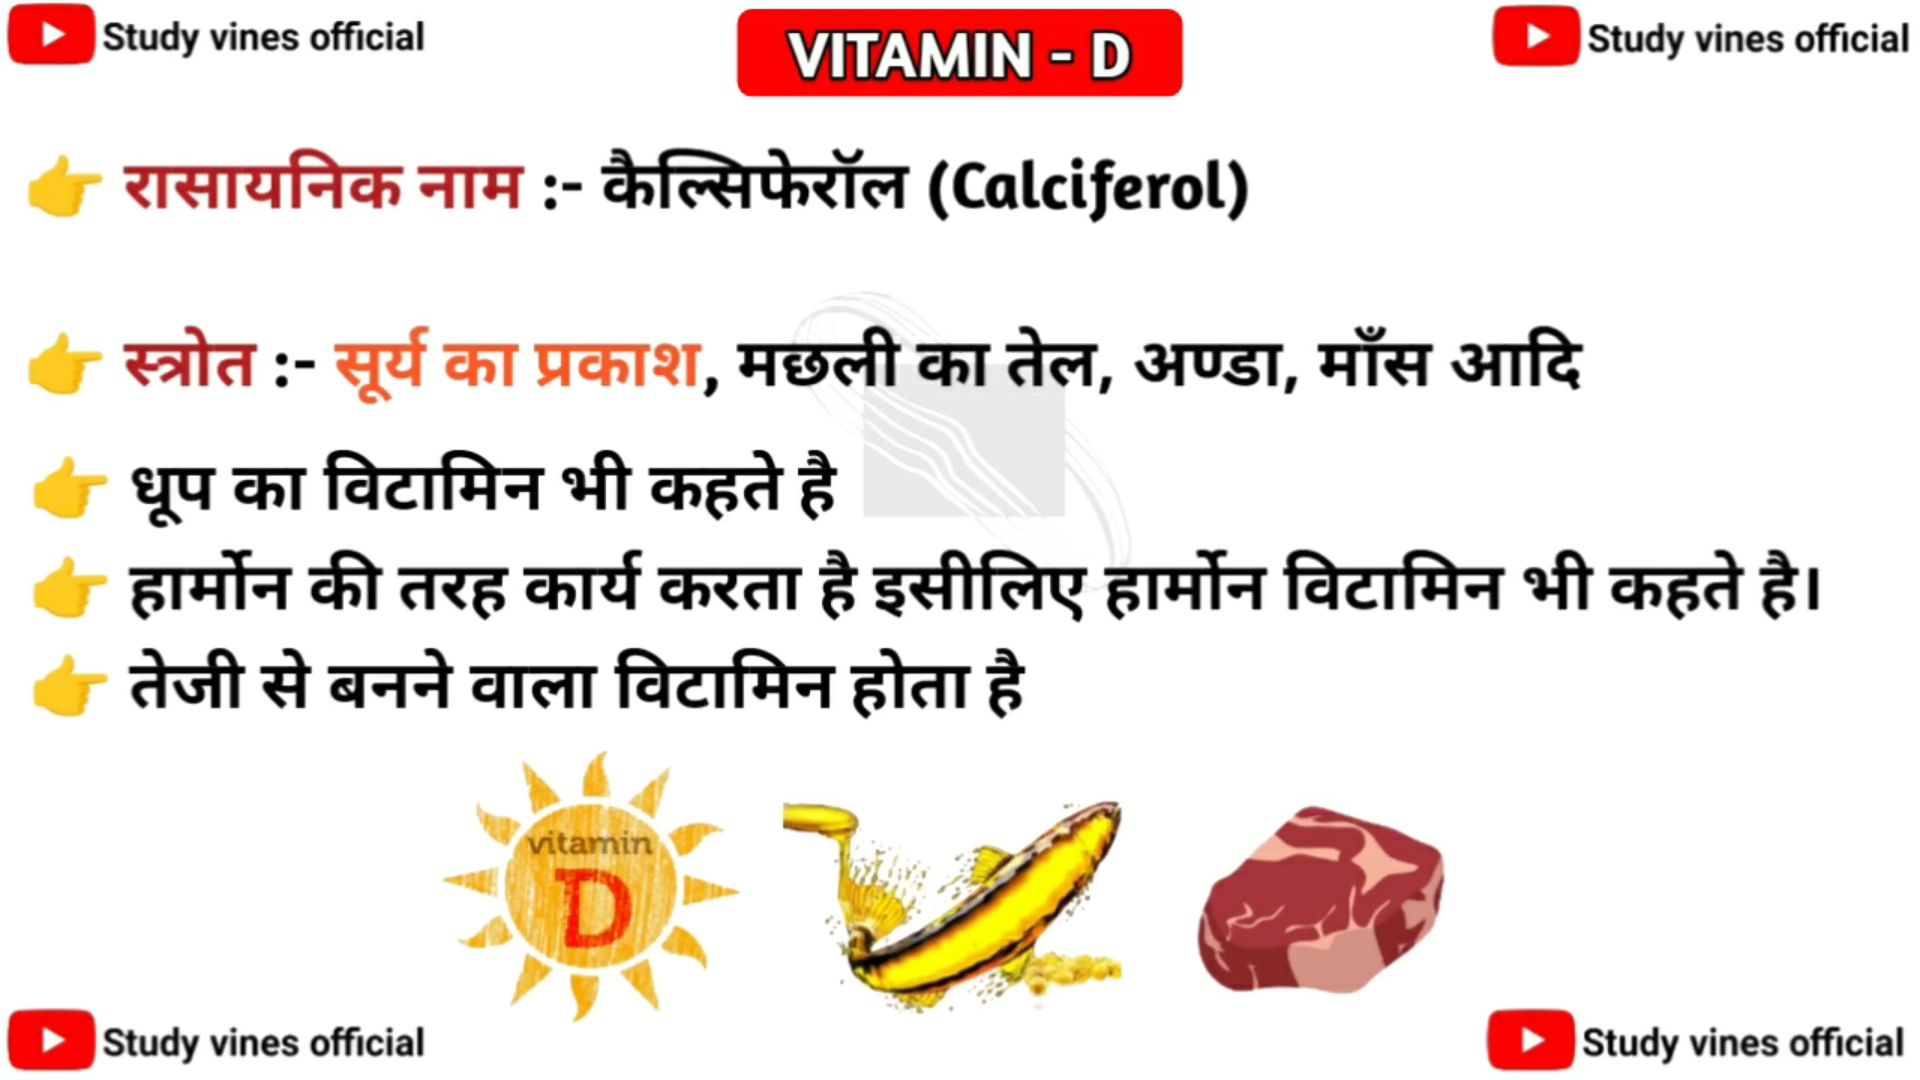 Study vines official
VITAMIN - D
Study vines official
👉 रासायनिक नाम :- कैल्सिफेरॉल (Calciferol)
👉 स्त्रोत :- सूर्य का प्रकाश, मछली का तेल, अण्डा, माँस आदि
👉 धूप का विटामिन भी कहते है
👉 हार्मोन की तरह कार्य करता है इसीलिए हार्मोन विटामिन भी कहते है।
👉 तेजी से बनने वाला विटामिन होता है
vitamin
D
Study vines official
Study vines official